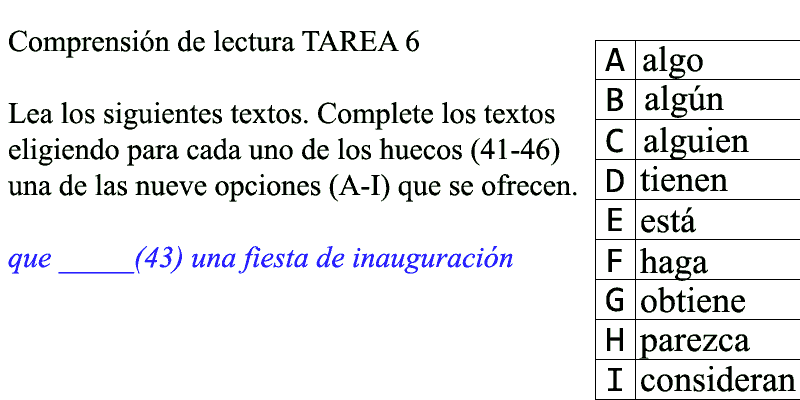 Comprensión de lectura TAREA 6
Lea los siguientes textos. Complete los textos
eligiendo para cada uno de los huecos (41-46)
una de las nueve opciones (A-I) que se ofrecen.
que _____(43) una fiesta de inauguración
A algo
B algún
C alguien
D tienen
E está
F haga
G obtiene
H parezca
I consideran